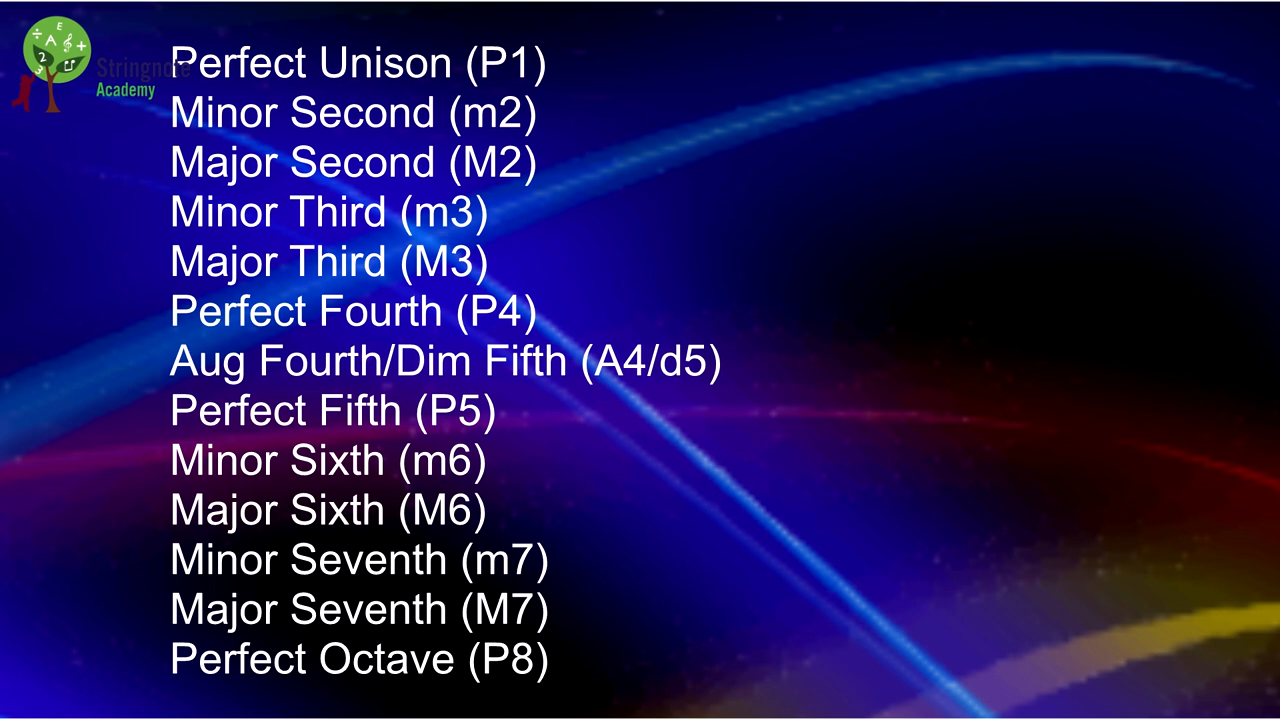 Stringnote
Academy
Perfect Unison (P1)
Minor Second (m2)
Major Second (M2)
Minor Third (m3)
Major Third (M3)
Perfect Fourth (P4)
Aug Fourth/Dim Fifth (A4/d5)
Perfect Fifth (P5)
Minor Sixth (m6)
Major Sixth (M6)
Minor Seventh (m7)
Major Seventh (M7)
Perfect Octave (P8)